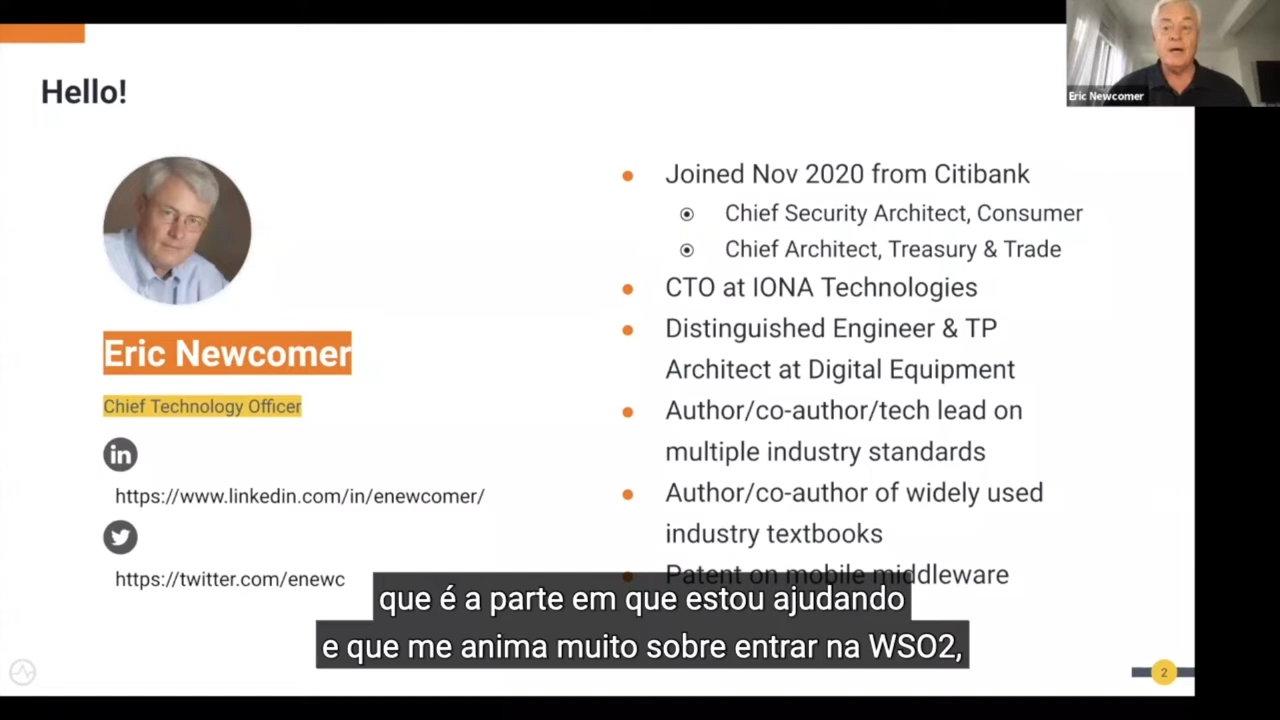 Hello!
Eric Newcomer
Eric Newcomer
Chief Technology Officer
in
https://www.linkedin.com/in/enewcomer/
https://twitter.com/enewc
Joined Nov 2020 from Citibank
Chief Security Architect, Consumer
Chief Architect, Treasury & Trade
CTO at IONA Technologies
Distinguished Engineer & TP
Architect at Digital Equipment
Author/co-author/tech lead on
multiple industry standards
Author/co-author of widely used
industry textbooks
Patent on mobile middleware
que é a parte em que estou ajudando
e que me anima muito sobre entrar na WSO2,
2